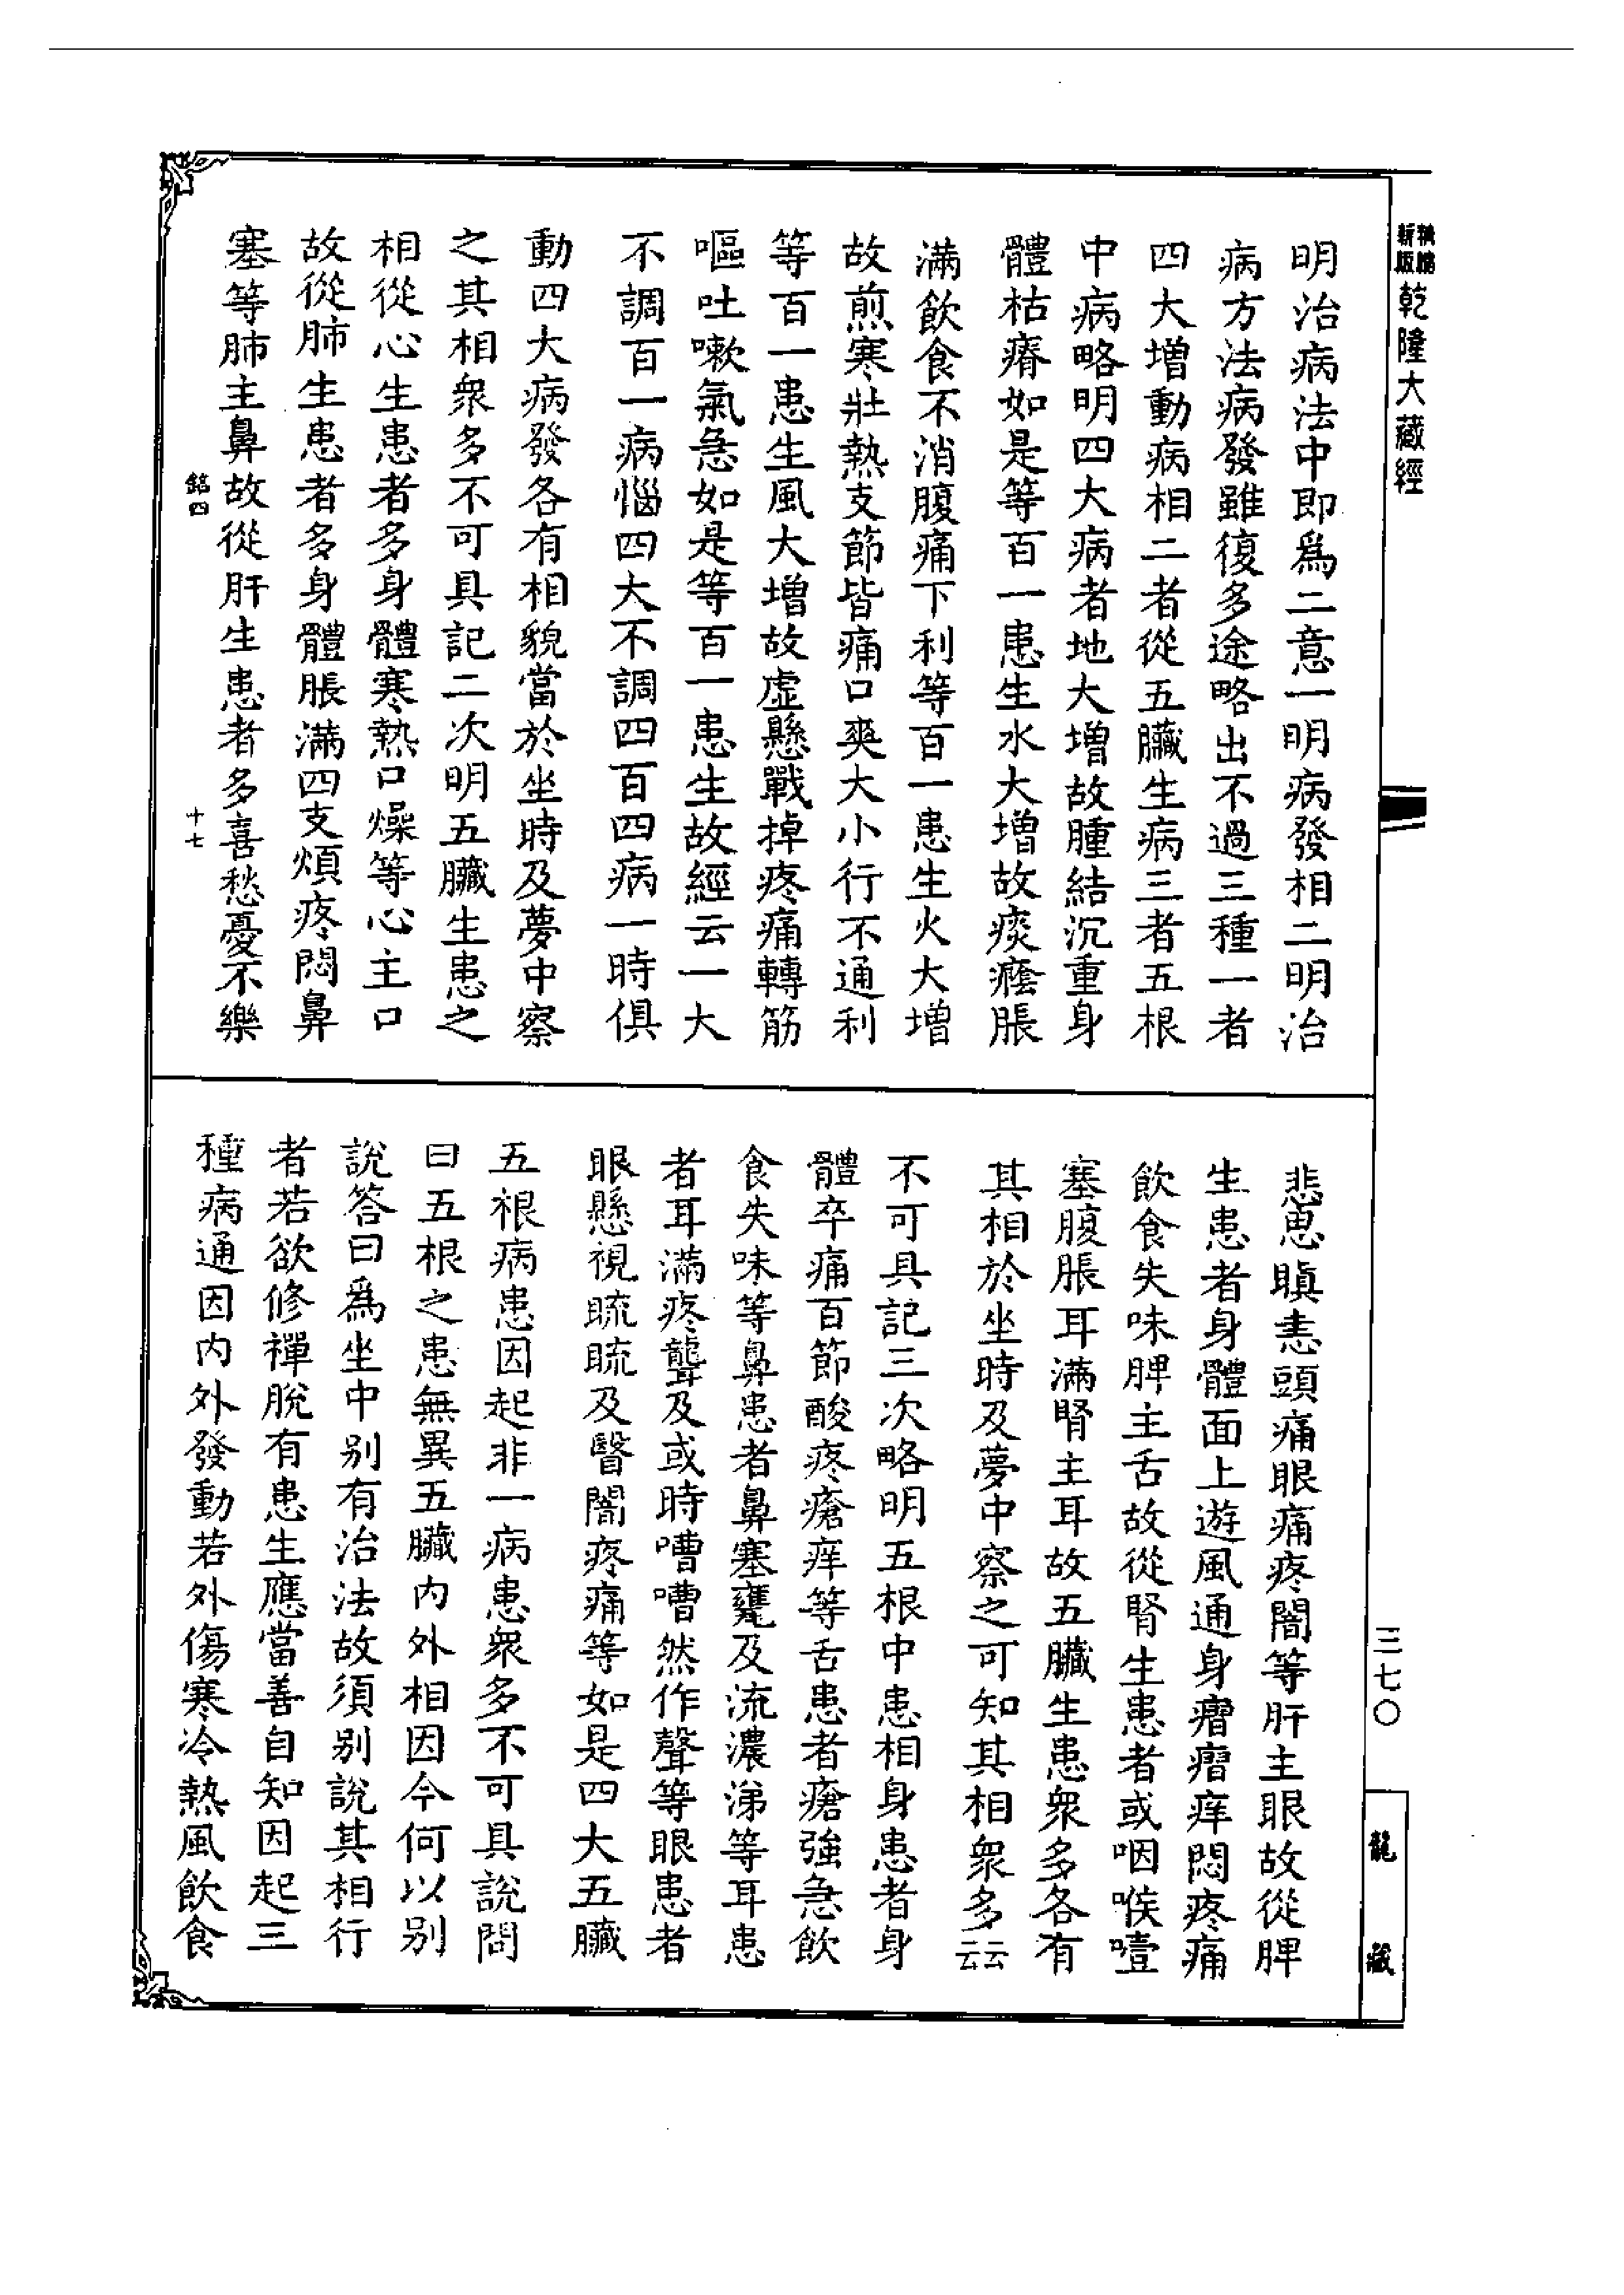 乾隆大藏經
明治病法中即爲二意一明病發相二明治
病方法病發雖復多途略出不過三種一者
四大增動病相二者從五臟生病三者五根
中病略明四大病者地大增故腫結沉重身
體枯瘠如是等百一患生水大增故痰癊脹
滿飲食不消腹痛下利等百一患生火大增
故煎寒壯熱支節皆痛口爽大小行不通利
等百一患生風大增故虛懸戰掉疼痛轉筋
嘔吐嗽氣急如是等百一患生故經云一大
不調百一病惱四大不調四百四病一時俱
動四大病發各有相貌當於坐時及夢中察
之其相衆多不可具記二次明五臟生患之
相從心生患者多身體寒熱口燥等心主口
故從肺生患者多身體脹滿四支煩疼悶鼻
塞等肺主鼻故從肝生患者多喜愁憂不樂
銘四
十七
悲思瞋恚頭痛眼痛疼闇等肝主眼故從脾
生患者身體面上遊風通身㿋㿋痒悶疼痛
飲食失味脾主舌故從腎生患者或咽喉噎
塞腹脹耳滿腎主耳故五臟生患衆多各有
其相於坐時及夢中察之可知其相衆多云云
不可具記三次略明五根中患相身患者身
體卒痛百節酸疼瘡痒等舌患者瘡強急飲
食失味等鼻患者鼻塞齆及流濃涕等耳患
者耳滿疼聾及或時嘈嘈然作聲等眼患者
眼懸視䀮䀮及瞖闇疼痛等如是四大五臟
五根病患因起非一病患衆多不可具說問
曰五根之患無異五臟內外相因今何以別
說答曰爲坐中別有治法故須別說其相行
者若欲修禪脫有患生應當善自知因起三
種病通因內外發動若外傷寒冷熱風飲食
三七〇
龍藏